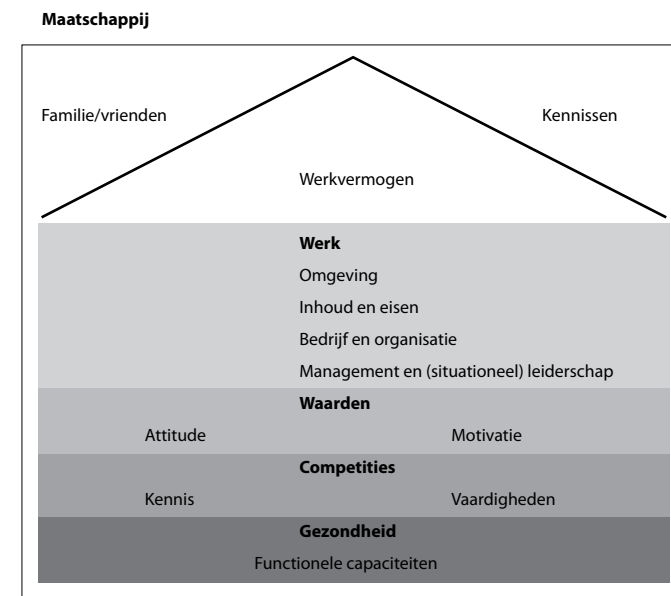 Maatschappij
Familie/vrienden Kennissen
Werkvermogen
Werk
Omgeving
Inhoud en eisen
Bedrijf en organisatie
Management en (situationeel) leiderschap
Waarden
Attitude Motivatie
Competities
Kennis Vaardigheden
Gezondheid
Functionele capaciteiten